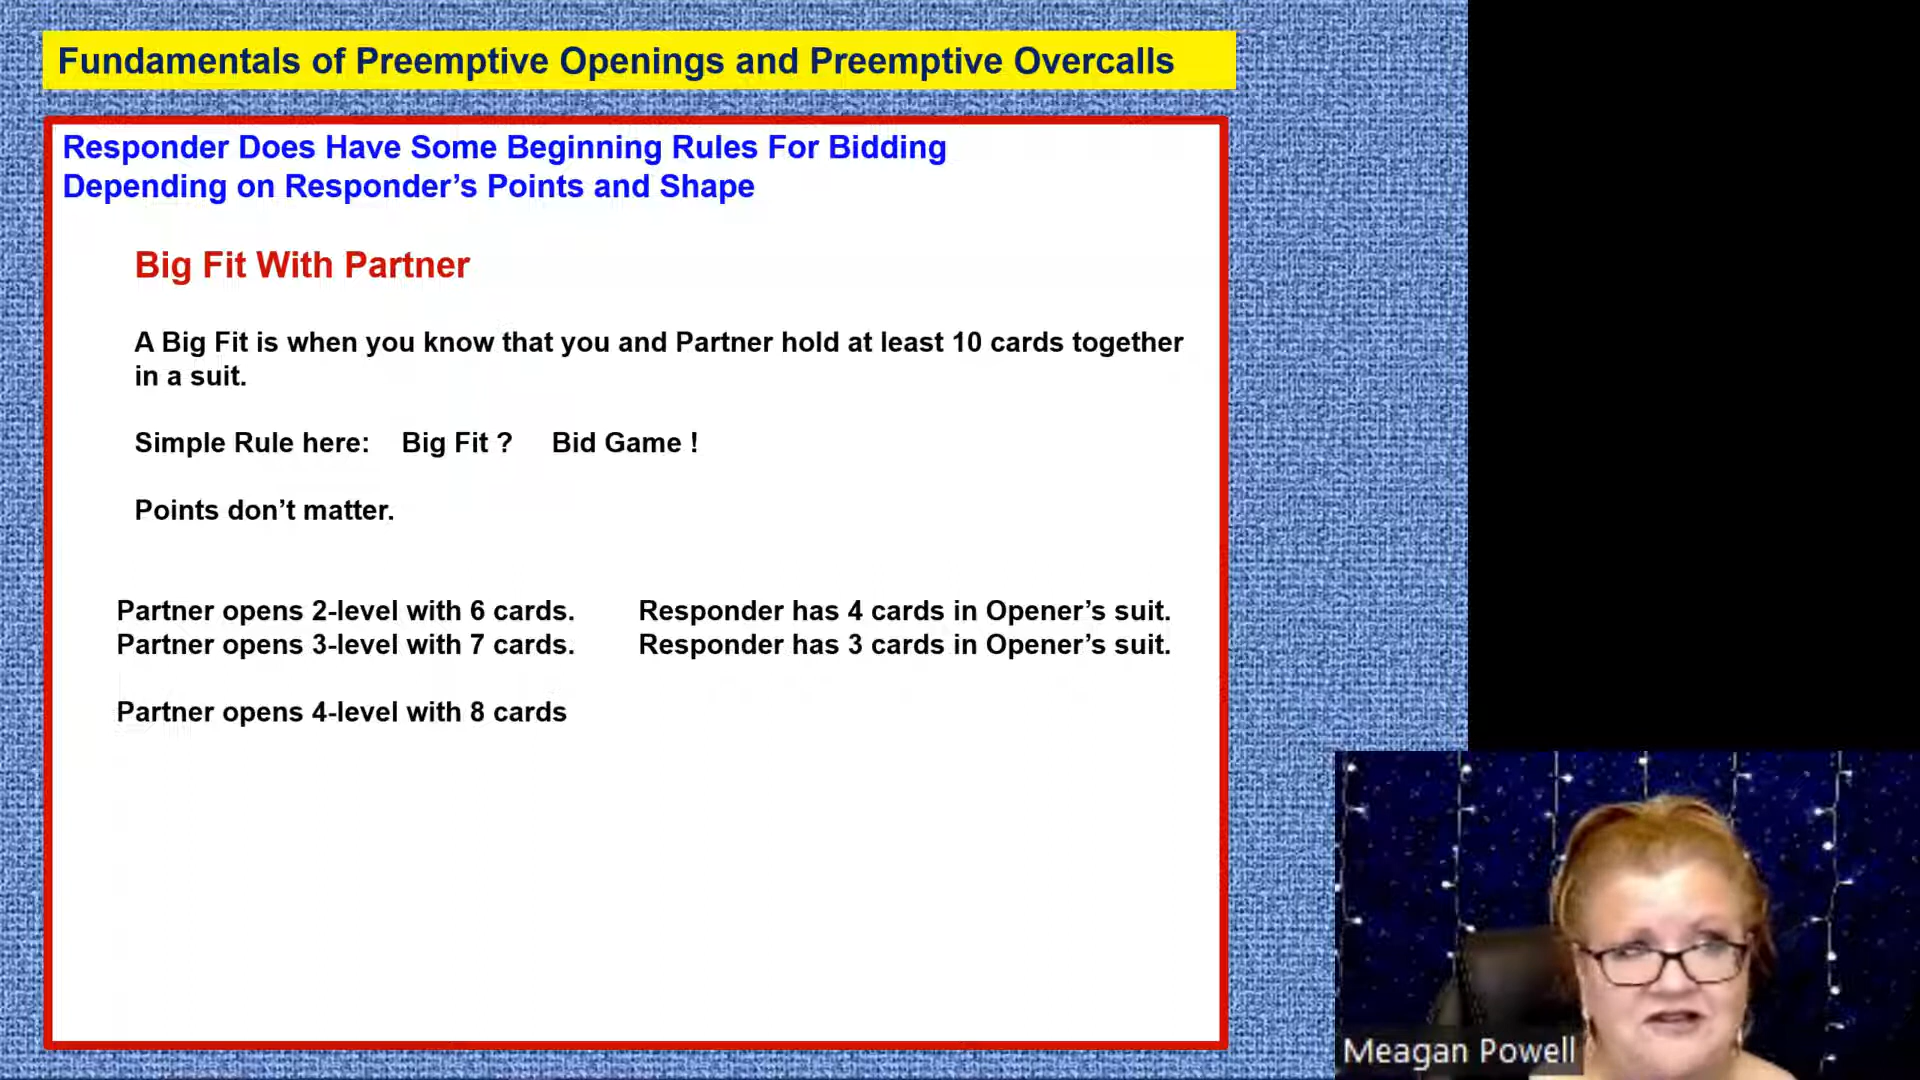 Fundamentals of Preemptive Openings and Preemptive Overcalls
Responder Does Have Some Beginning Rules For Bidding
Depending on Responder’s Points and Shape
Big Fit With Partner
A Big Fit is when you know that you and Partner hold at least 10 cards together
in a suit.
Simple Rule here: Big Fit ? Bid Game !
Points don’t matter.
Partner opens 2-level with 6 cards. Responder has 4 cards in Opener’s suit.
Partner opens 3-level with 7 cards. Responder has 3 cards in Opener’s suit.
Partner opens 4-level with 8 cards
Meagan Powell